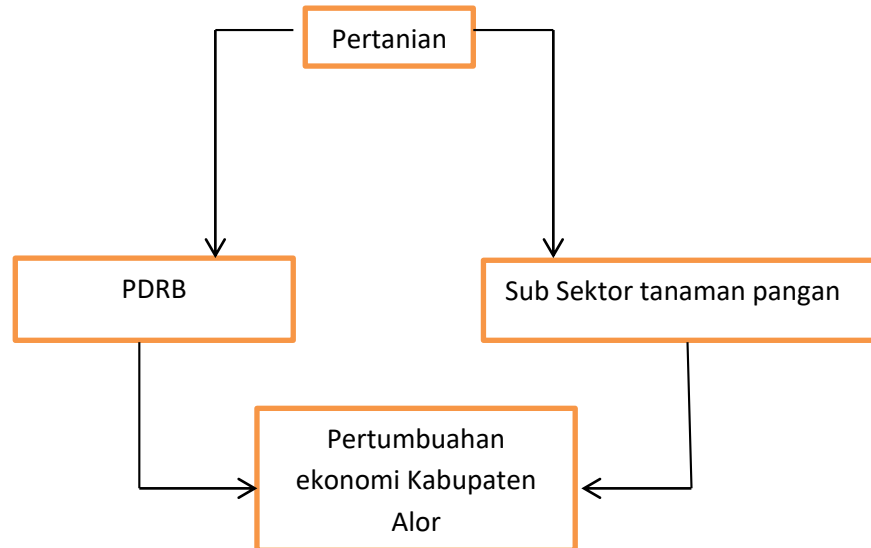 Pertanian
PDRB
Sub Sektor tanaman pangan
Pertumbuahan
ekonomi Kabupaten
Alor